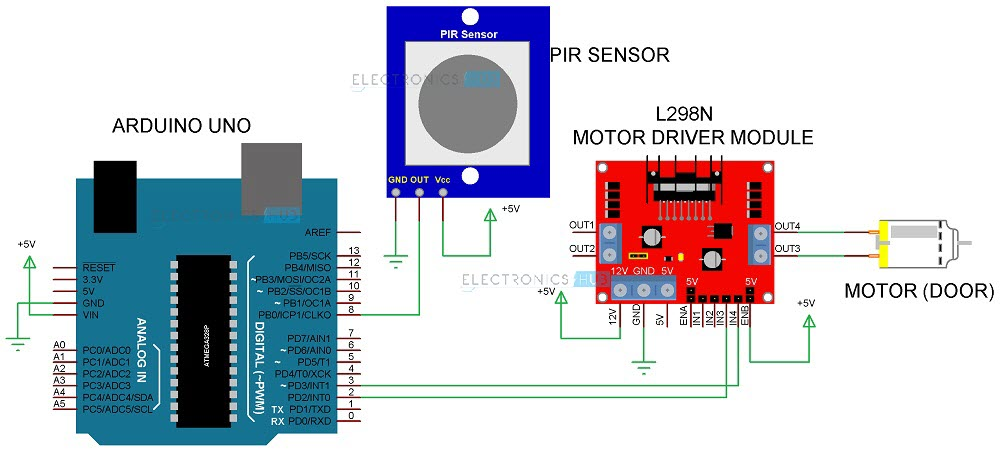 PIR Sensor
PIR SENSOR
ELECTRONICS HUB
GND OUT Vcc
+5V
ARDUINO UNO
ELECTRONICS HUB
+5V
AREF
RESET
3.3V
5V
GND
VIN
PB5/SCK 13
PB4/MISO 12
~PB3/MOSI/OC2A 11
~ PB2/SS/OC1B 10
~ PB1/OC1A 9
PB0/ICP1/CLKO 8
PD7/AIN1 7
~ PD6/AIN0 6
~ PD5/T1 5
PD4/T0/XCK 4
~ PD3/INT1 3
PD2/INT0 2
TX PD1/TXD 1
RX PD0/RXD 0
A0 PC0/ADC0
A1 PC1/ADC1
A2 PC2/ADC2
A3 PC3/ADC3
A4 PC4/ADC4/SDA
A5 PC5/ADC5/SCL
ANALOG IN
ATMEGA328P
DIGITAL (~PWM)
L298N
MOTOR DRIVER MODULE
OUT1
OUT2
OUT4
OUT3
ELECTRONICS HUB
12V GND 5V
5V
5V
+5V
12V
GND
5V
ENA
IN1
IN2
IN3
IN4
ENB
+5V
MOTOR (DOOR)